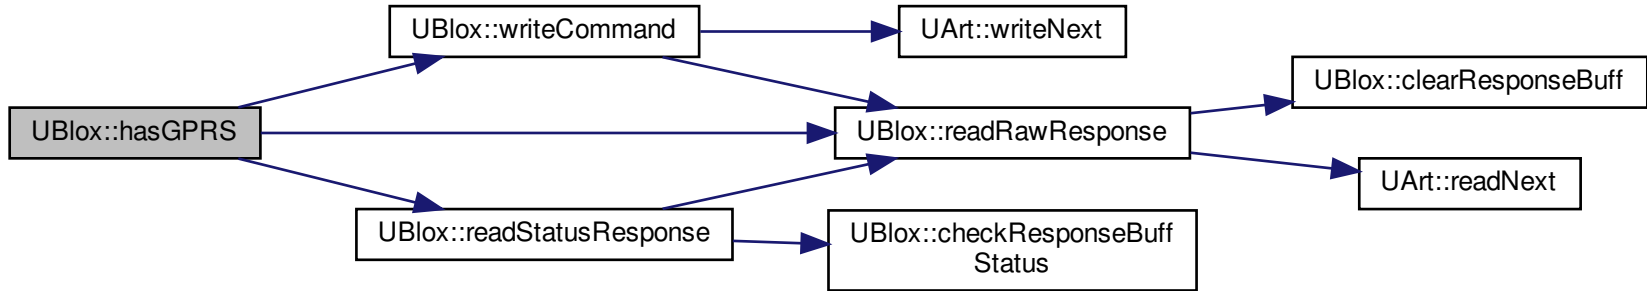 UBlox::hasGPRS
UBlox::writeCommand
UBlox::readStatusResponse
UArt::writeNext
UBlox::readRawResponse
UBlox::checkResponseBuff
Status
UBlox::clearResponseBuff
UArt::readNext